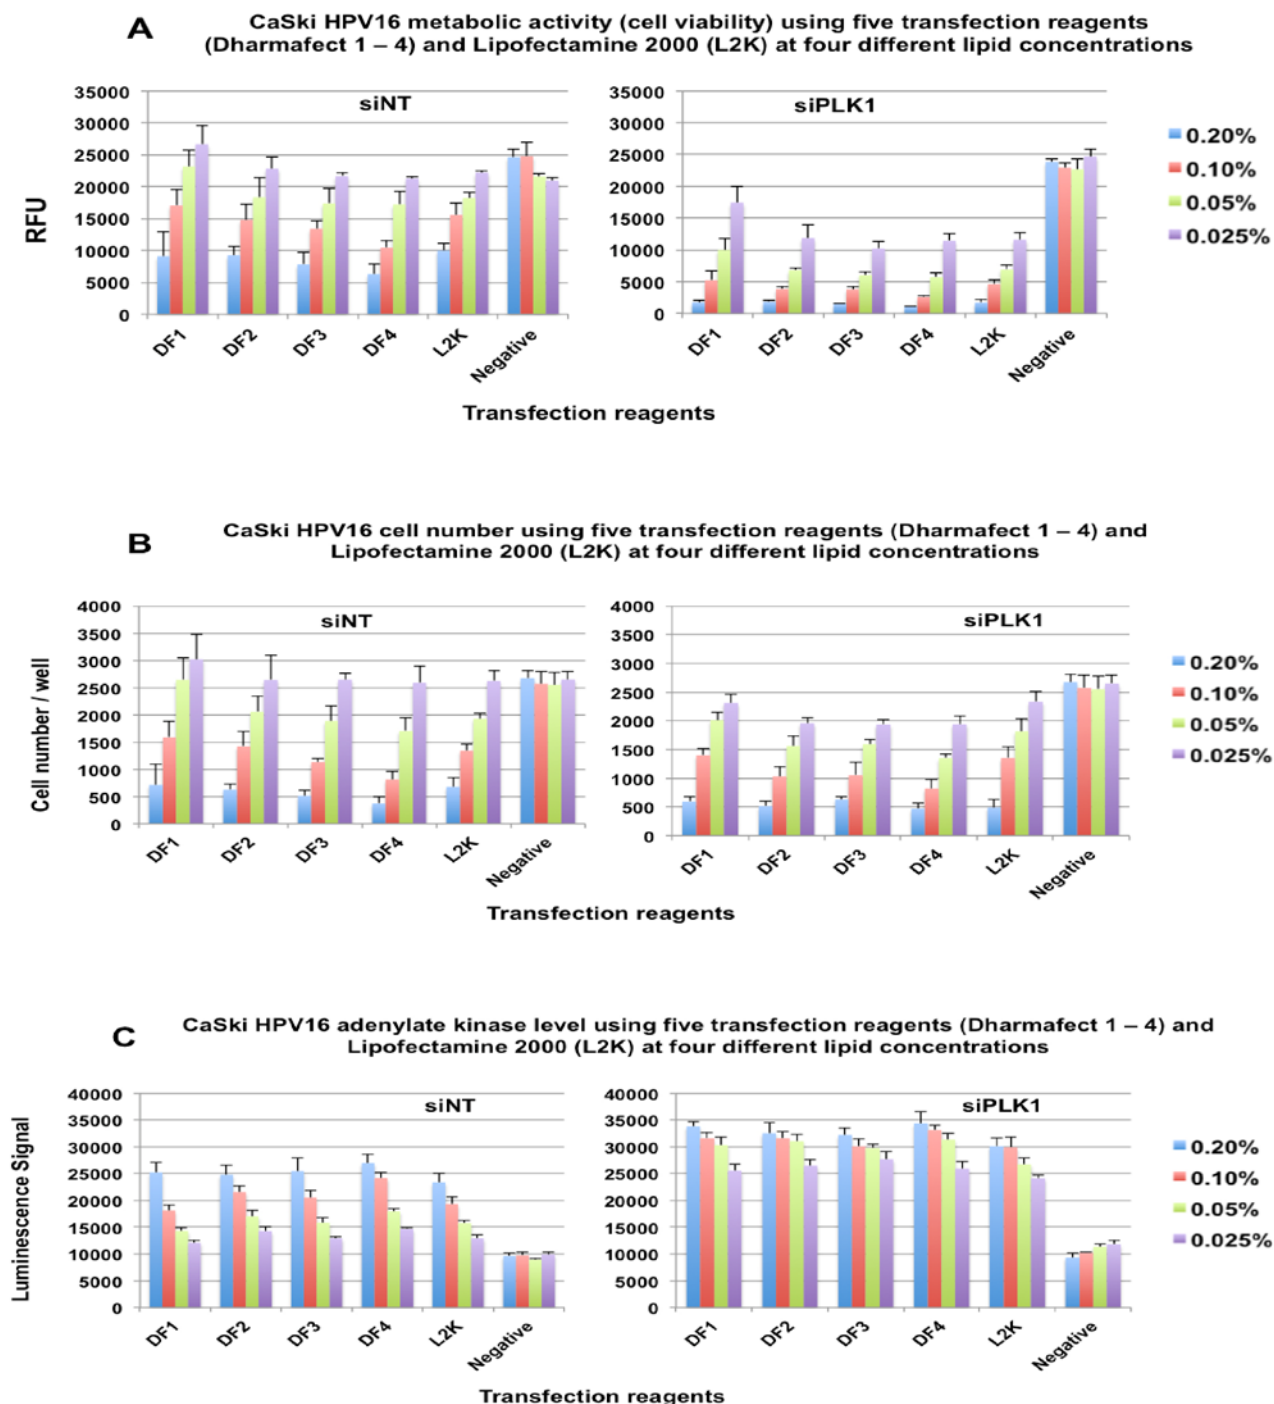 A
CaSki HPV16 metabolic activity (cell viability) using five transfection reagents
(Dharmafect 1 – 4) and Lipofectamine 2000 (L2K) at four different lipid concentrations
siNT
siPLK1
RFU
35000
30000
25000
20000
15000
10000
5000
0
DF1
DF2
DF3
DF4
L2K
Negative
35000
30000
25000
20000
15000
10000
5000
0
DF1
DF2
DF3
DF4
L2K
Negative
0.20%
0.10%
0.05%
0.025%
Transfection reagents
B
CaSki HPV16 cell number using five transfection reagents (Dharmafect 1 – 4) and
Lipofectamine 2000 (L2K) at four different lipid concentrations
siNT
siPLK1
Cell number / well
4000
3500
3000
2500
2000
1500
1000
500
0
DF1
DF2
DF3
DF4
L2K
Negative
4000
3500
3000
2500
2000
1500
1000
500
0
DF1
DF2
DF3
DF4
L2K
Negative
0.20%
0.10%
0.05%
0.025%
Transfection reagents
C
CaSki HPV16 adenylate kinase level using five transfection reagents (Dharmafect 1 – 4) and
Lipofectamine 2000 (L2K) at four different lipid concentrations
siNT
siPLK1
Luminescence Signal
40000
35000
30000
25000
20000
15000
10000
5000
0
DF1
DF2
DF3
DF4
L2K
Negative
40000
35000
30000
25000
20000
15000
10000
5000
0
DF1
DF2
DF3
DF4
L2K
Negative
0.20%
0.10%
0.05%
0.025%
Transfection reagents